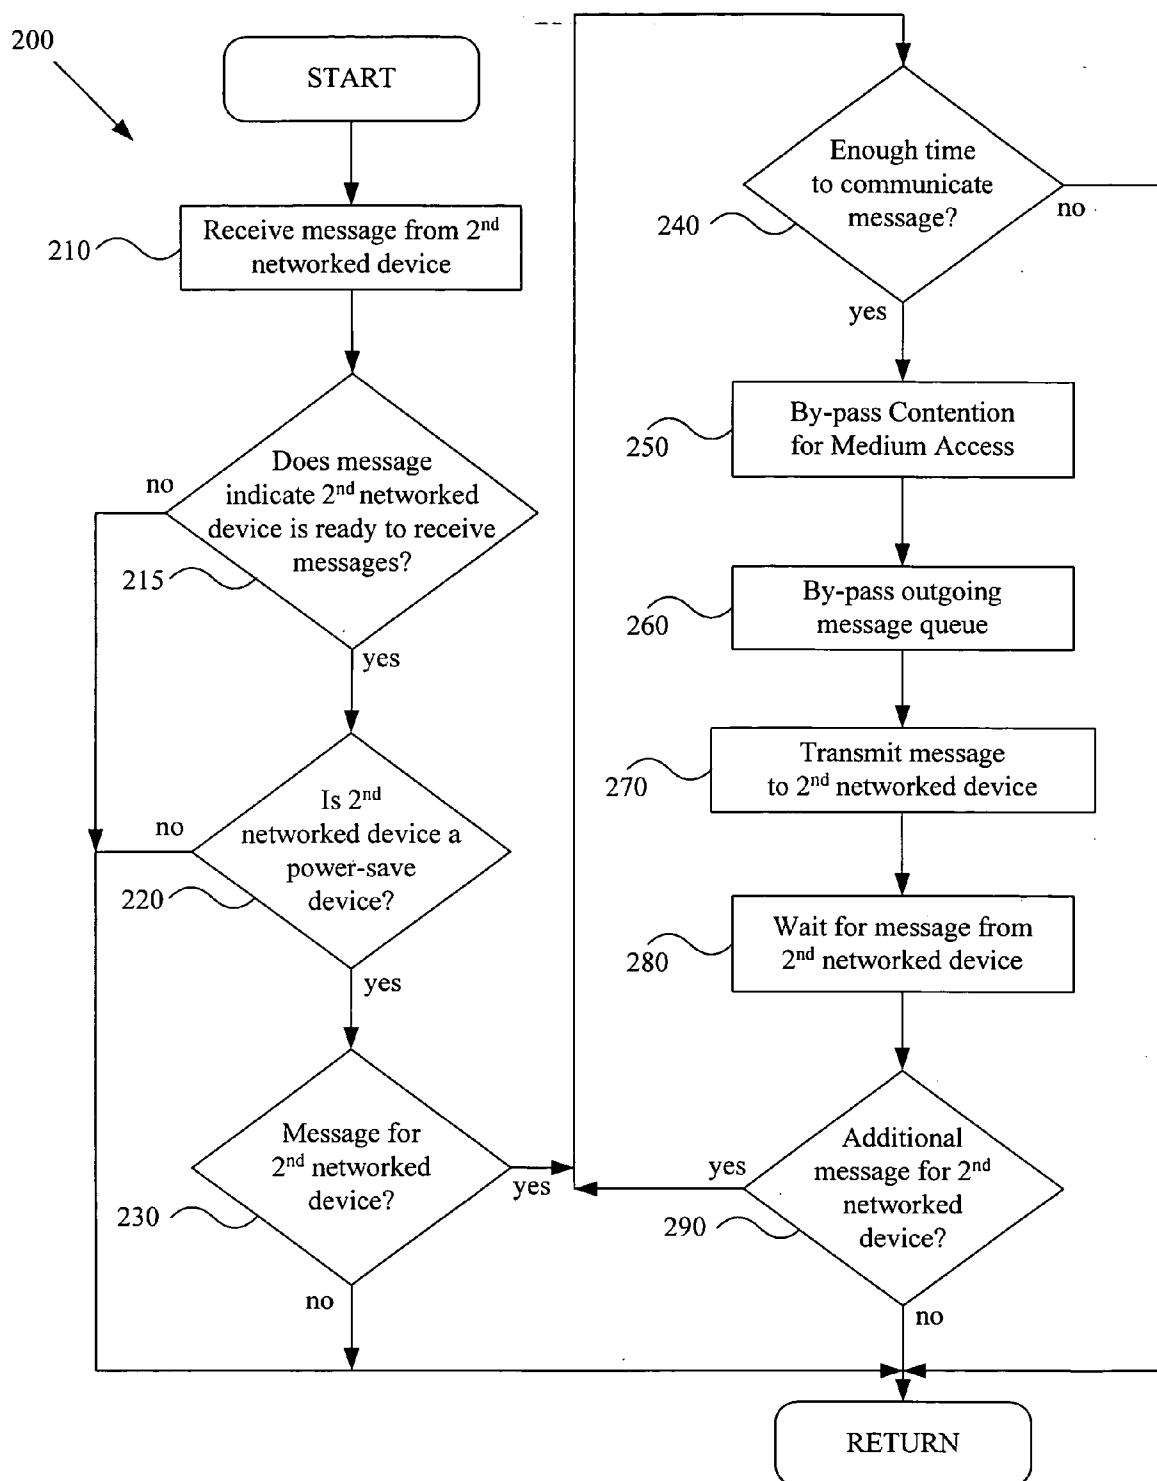 200
START
210
Receive message from 2nd
networked device
no
Does message
indicate 2nd networked
device is ready to receive
messages?
215
yes
no
Is 2nd
networked device a
power-save
device?
220
yes
Message for
2nd networked
device?
230
yes
no
Enough time
to communicate
message?
240
no
yes
250
By-pass Contention
for Medium Access
260
By-pass outgoing
message queue
270
Transmit message
to 2nd networked device
280
Wait for message from
2nd networked device
yes
Additional
message for 2nd
networked
device?
290
no
RETURN